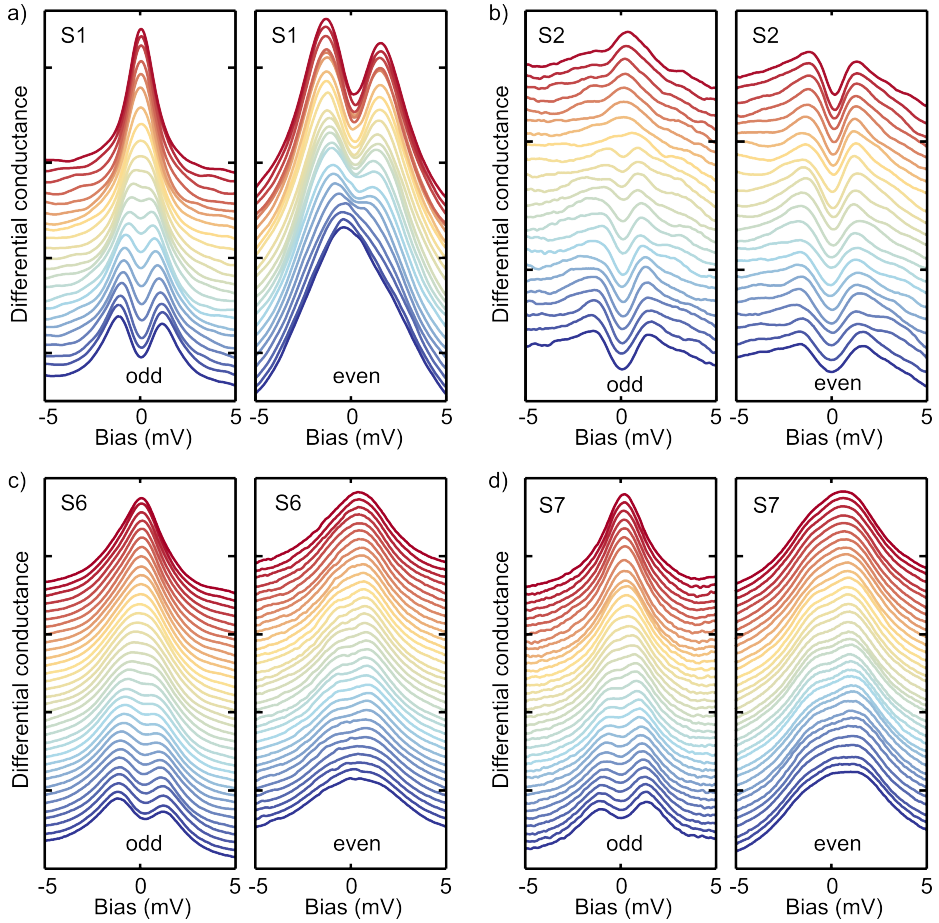 a)
S1
S1
Differential conductance
odd
even
-5
0
5
-5
0
5
Bias (mV)
Bias (mV)
b)
S2
S2
Differential conductance
odd
even
-5
0
5
-5
0
5
Bias (mV)
Bias (mV)
c)
S6
S6
Differential conductance
odd
even
-5
0
5
-5
0
5
Bias (mV)
Bias (mV)
d)
S7
S7
Differential conductance
odd
even
-5
0
5
-5
0
5
Bias (mV)
Bias (mV)